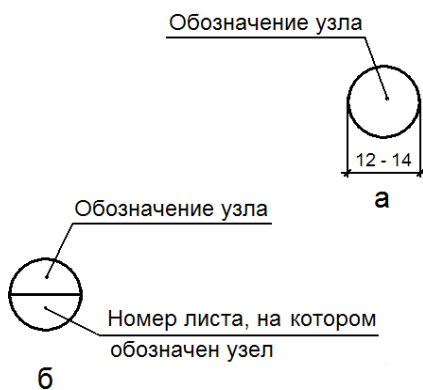 Обозначение узла
12 - 14
а
Обозначение узла
Номер листа, на котором
обозначен узел
б